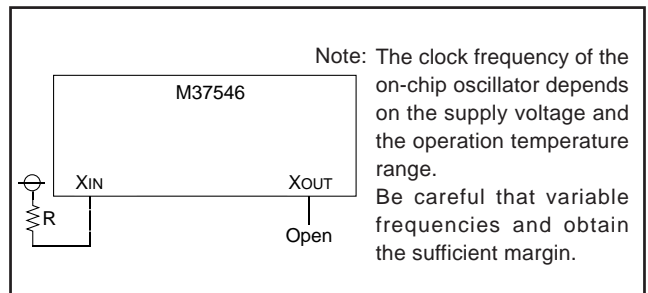 Note: The clock frequency of the
on-chip oscillator depends
on the supply voltage and
the operation temperature
range.
Be careful that variable
frequencies and obtain
the sufficient margin.
M37546
XIN
XOUT
R
Open